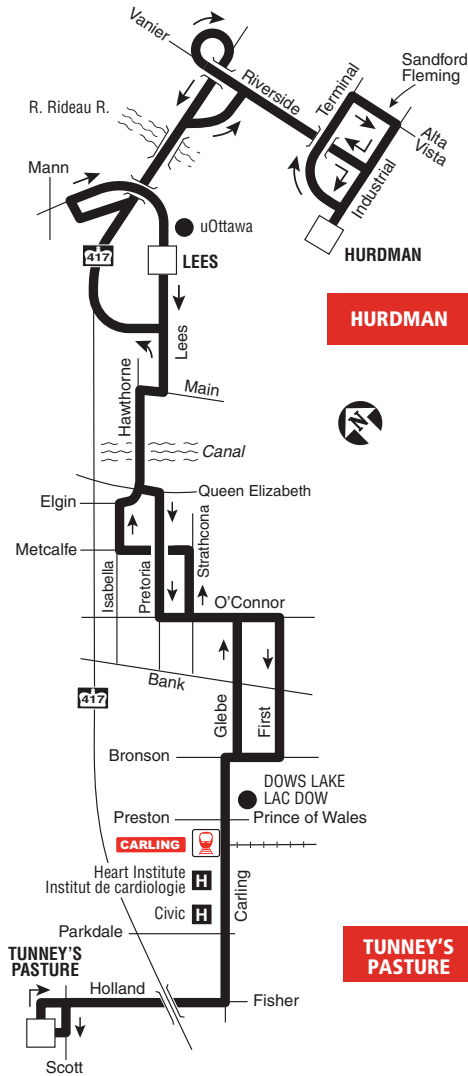 Vanier
Riverside
Terminal
Sandford
Fleming
Alta
Vista
Industrial
R. Rideau R.
Mann
uOttawa
417
LEES
HURDMAN
HURDMAN
Lees
Hawthorne
Main
N
Canal
Queen Elizabeth
Elgin
Strathcona
Metcalfe
Isabella
Pretoria
O'Connor
Bank
417
Glebe
First
Bronson
DOWS LAKE
LAC DOW
Preston
Prince of Wales
CARLING
Heart Institute
Institut de cardiologie
H
Carling
Civic
H
Parkdale
TUNNEY'S
PASTURE
TUNNEY'S
PASTURE
Holland
Fisher
Scott